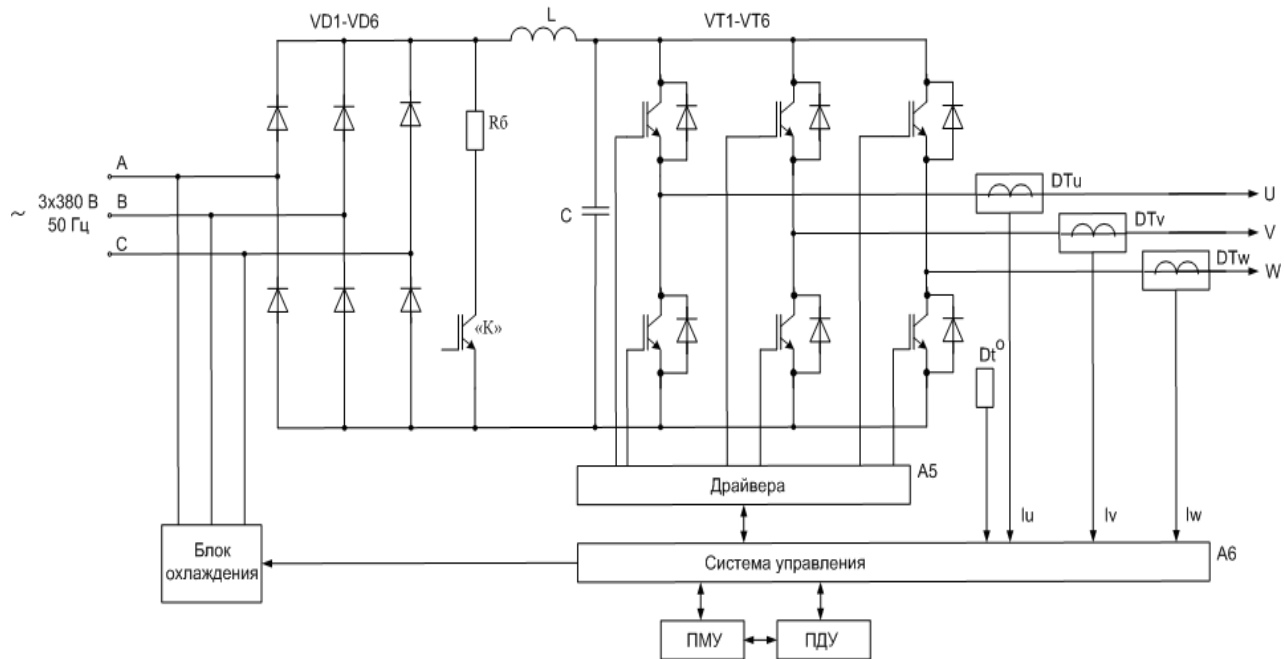 VD1-VD6
L
VT1-VT6
Rб
A
~
3x380 В
50 Гц
B
C
«К»
C
DTu
U
DTv
V
DTw
W
Dt°
Драйвера
A5
Iu
Iv
Iw
Блок
охлаждения
Система управления
A6
ПМУ
ПДУ